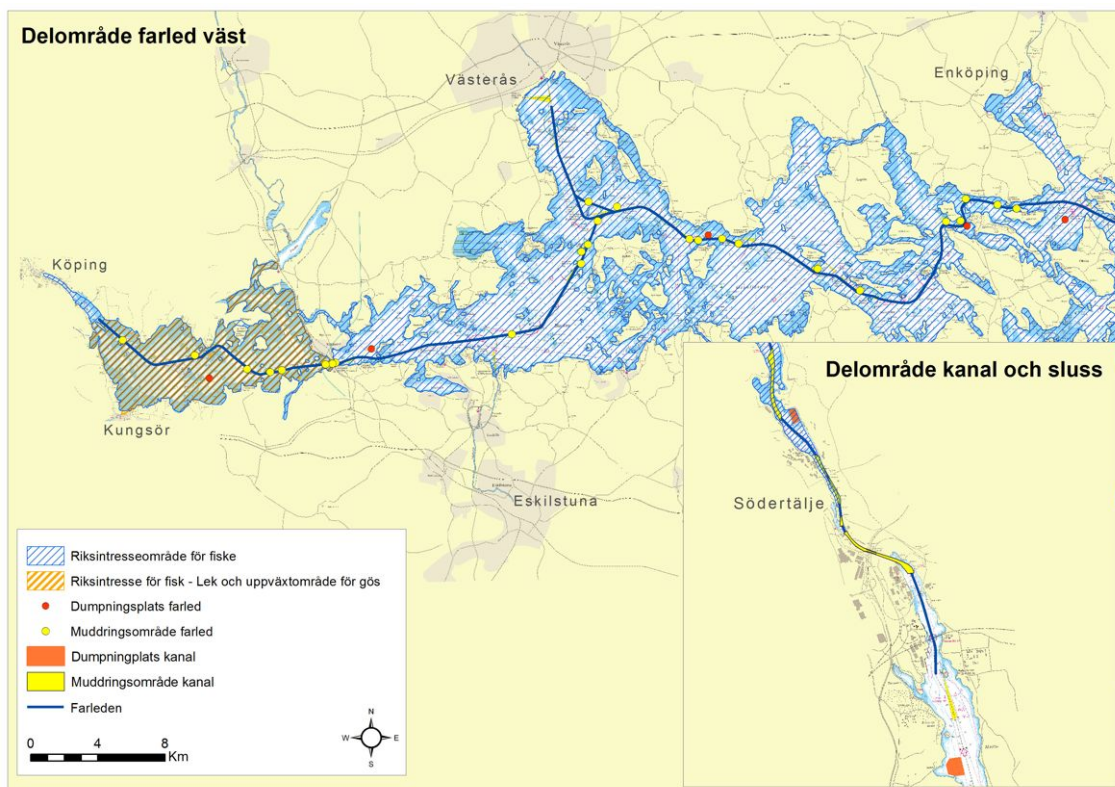 Delområde farled väst
Västerås
Enköping
Köping
Kungsör
Eskilstuna
Delområde kanal och sluss
Södertälje
Riksintresseområde för fiske
Riksintresse för fisk - Lek och uppväxtområde för gös
Dumpningsplats farled
Muddringsområde farled
Dumpningplats kanal
Muddringsområde kanal
Farleden
N
W E
S
0 4 8
Km